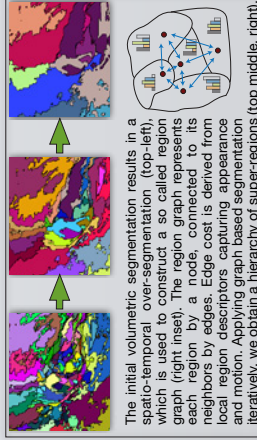 The initial volumetric segmentation results in a
spatio-temporal over-segmentation (top-left),
which is used to construct a so called region
graph (right inset). The region graph represents
each region by a node, connected to its
neighbors by edges. Edge cost is derived from
local region descriptors capturing appearance
and motion. Applying graph based segmentation
iteratively, we obtain a hierarchy of super-regions (top middle, right).